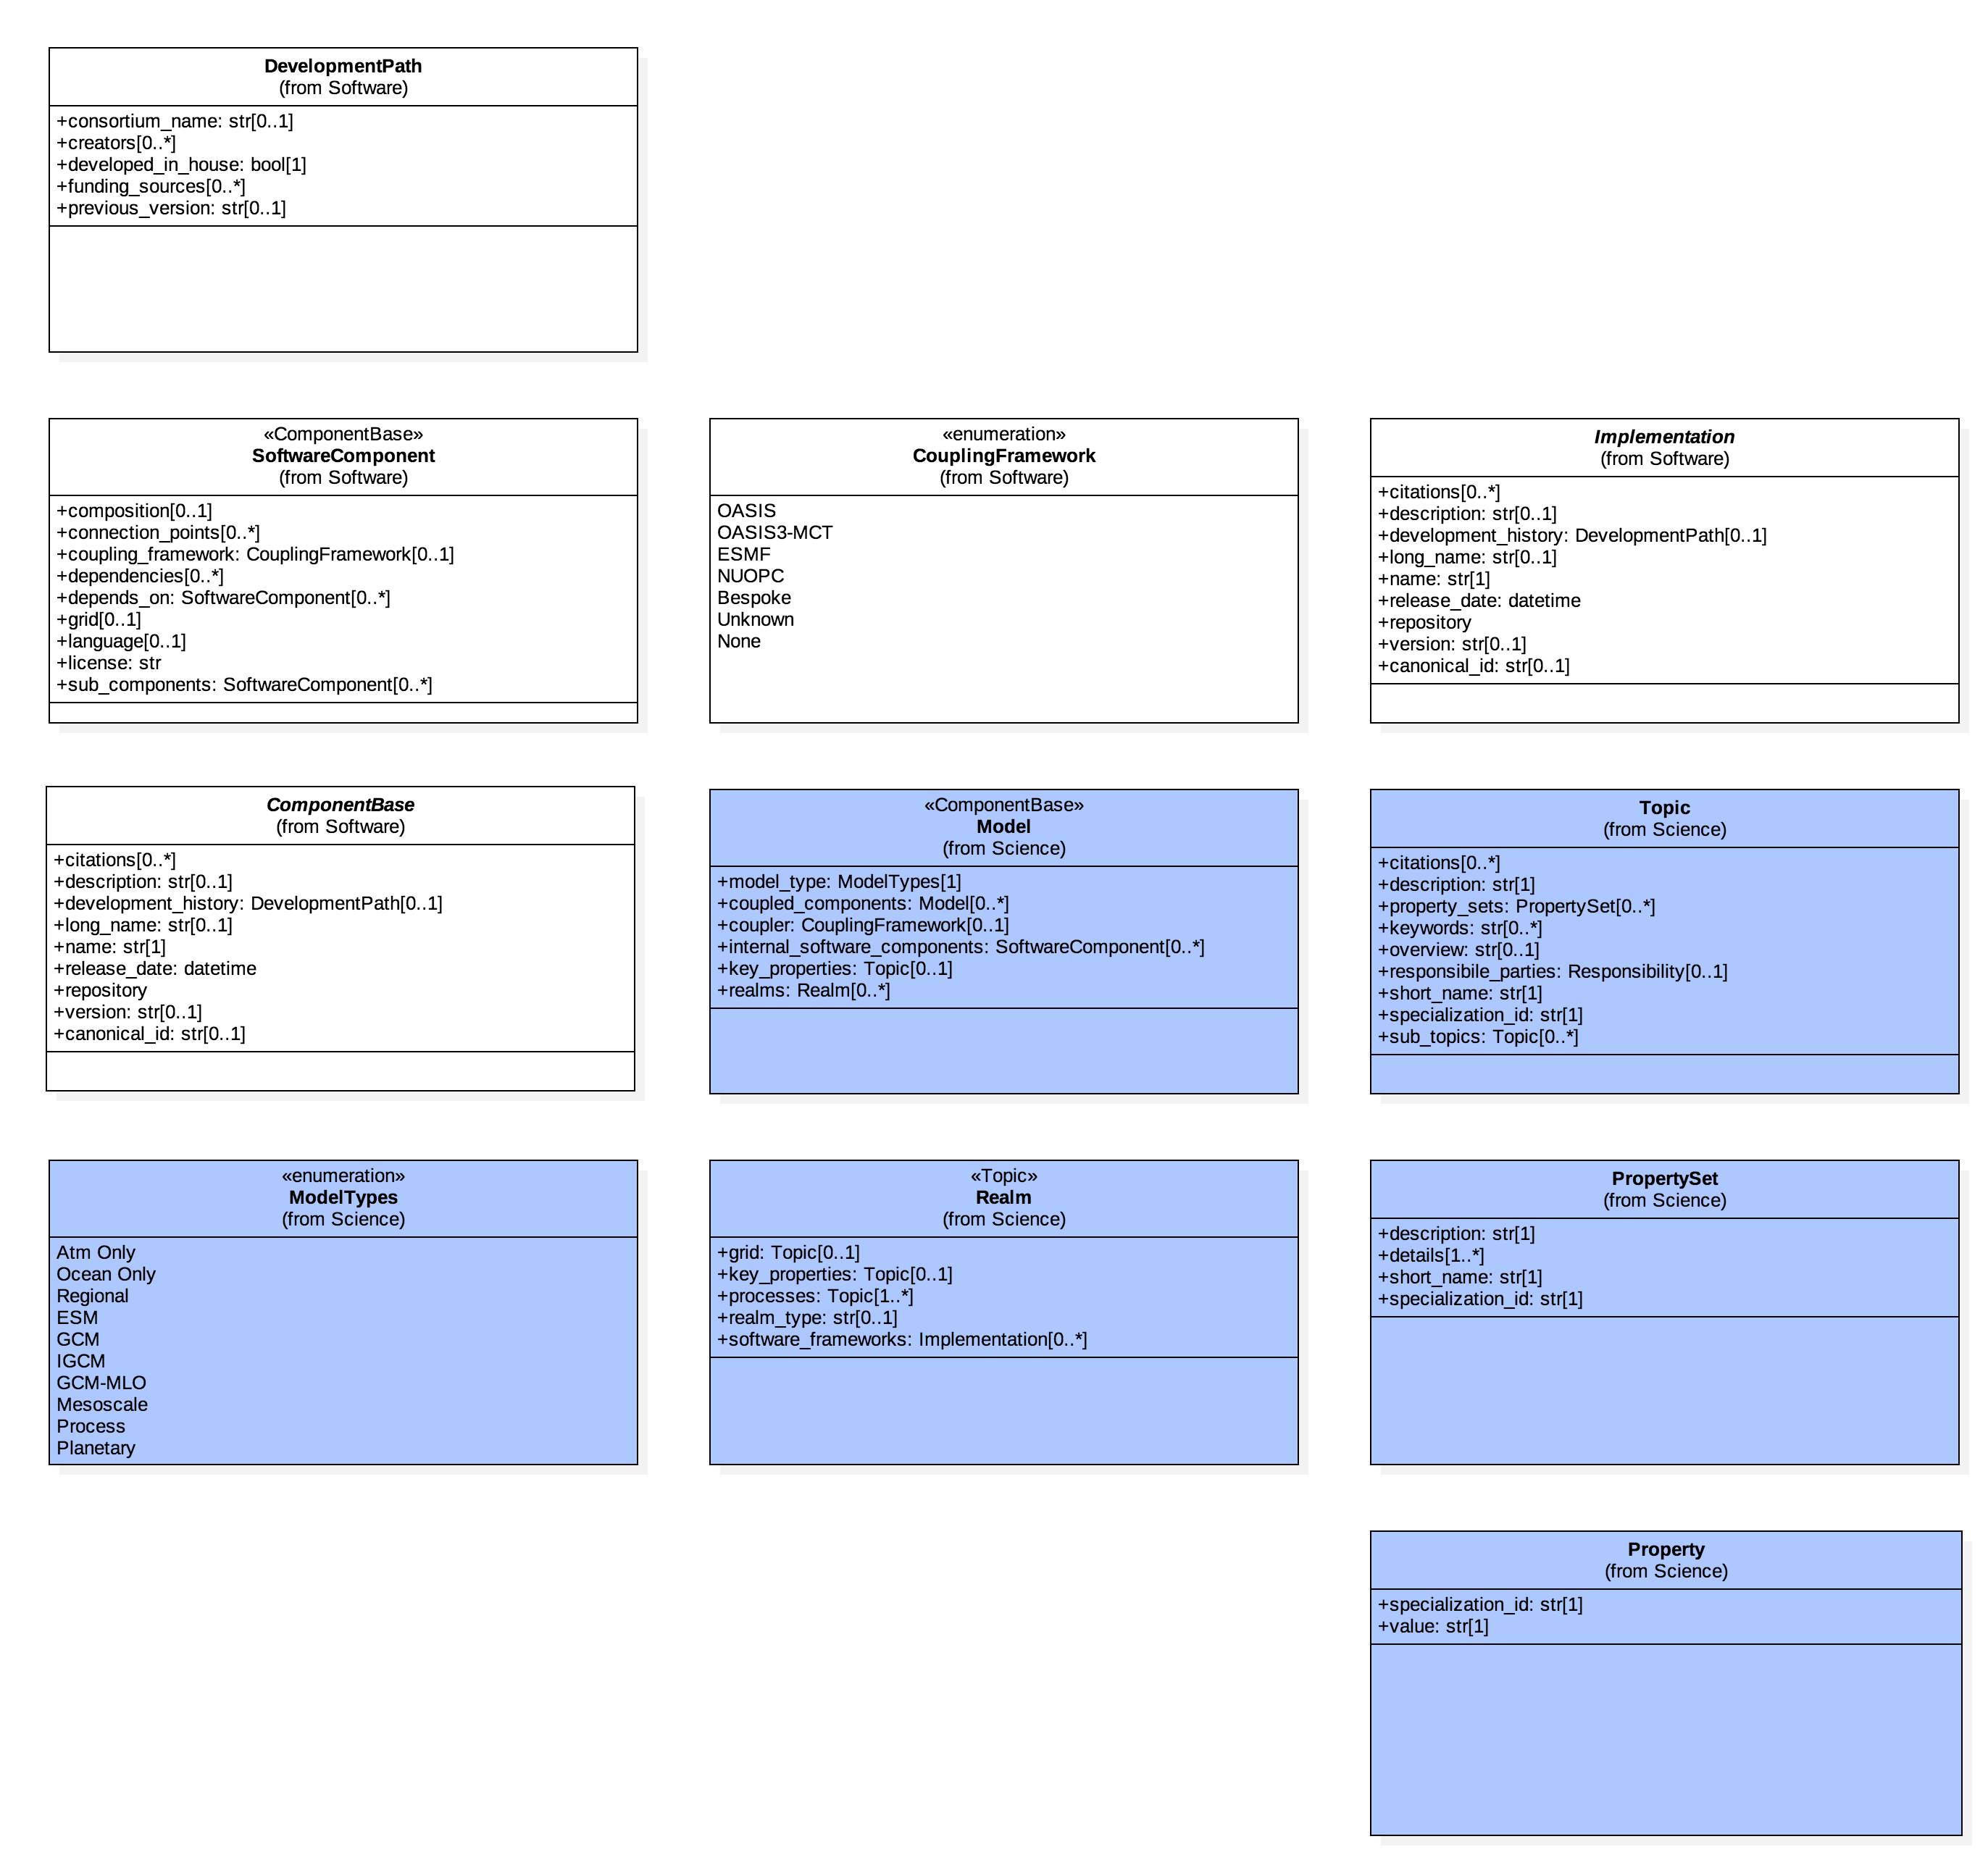 DevelopmentPath
(from Software)
+consortium_name: str[0..1]
+creators[0..*]
+developed_in_house: bool[1]
+funding_sources[0..*]
+previous_version: str[0..1]
«ComponentBase»
SoftwareComponent
(from Software)
+composition[0..1]
+connection_points[0..*]
+coupling_framework: CouplingFramework[0..1]
+dependencies[0..*]
+depends_on: SoftwareComponent[0..*]
+grid[0..1]
+language[0..1]
+license: str
+sub_components: SoftwareComponent[0..*]
«enumeration»
CouplingFramework
(from Software)
OASIS
OASIS3-MCT
ESMF
NUOPC
Bespoke
Unknown
None
Implementation
(from Software)
+citations[0..*]
+description: str[0..1]
+development_history: DevelopmentPath[0..1]
+long_name: str[0..1]
+name: str[1]
+release_date: datetime
+repository
+version: str[0..1]
+canonical_id: str[0..1]
ComponentBase
(from Software)
+citations[0..*]
+description: str[0..1]
+development_history: DevelopmentPath[0..1]
+long_name: str[0..1]
+name: str[1]
+release_date: datetime
+repository
+version: str[0..1]
+canonical_id: str[0..1]
«ComponentBase»
Model
(from Science)
+model_type: ModelTypes[1]
+coupled_components: Model[0..*]
+coupler: CouplingFramework[0..1]
+internal_software_components: SoftwareComponent[0..*]
+key_properties: Topic[0..1]
+realms: Realm[0..*]
Topic
(from Science)
+citations[0..*]
+description: str[1]
+property_sets: PropertySet[0..*]
+keywords: str[0..*]
+overview: str[0..1]
+responsibile_parties: Responsibility[0..1]
+short_name: str[1]
+specialization_id: str[1]
+sub_topics: Topic[0..*]
«enumeration»
ModelTypes
(from Science)
Atm Only
Ocean Only
Regional
ESM
GCM
IGCM
GCM-MLO
Mesoscale
Process
Planetary
«Topic»
Realm
(from Science)
+grid: Topic[0..1]
+key_properties: Topic[0..1]
+processes: Topic[1..*]
+realm_type: str[0..1]
+software_frameworks: Implementation[0..*]
PropertySet
(from Science)
+description: str[1]
+details[1..*]
+short_name: str[1]
+specialization_id: str[1]
Property
(from Science)
+specialization_id: str[1]
+value: str[1]